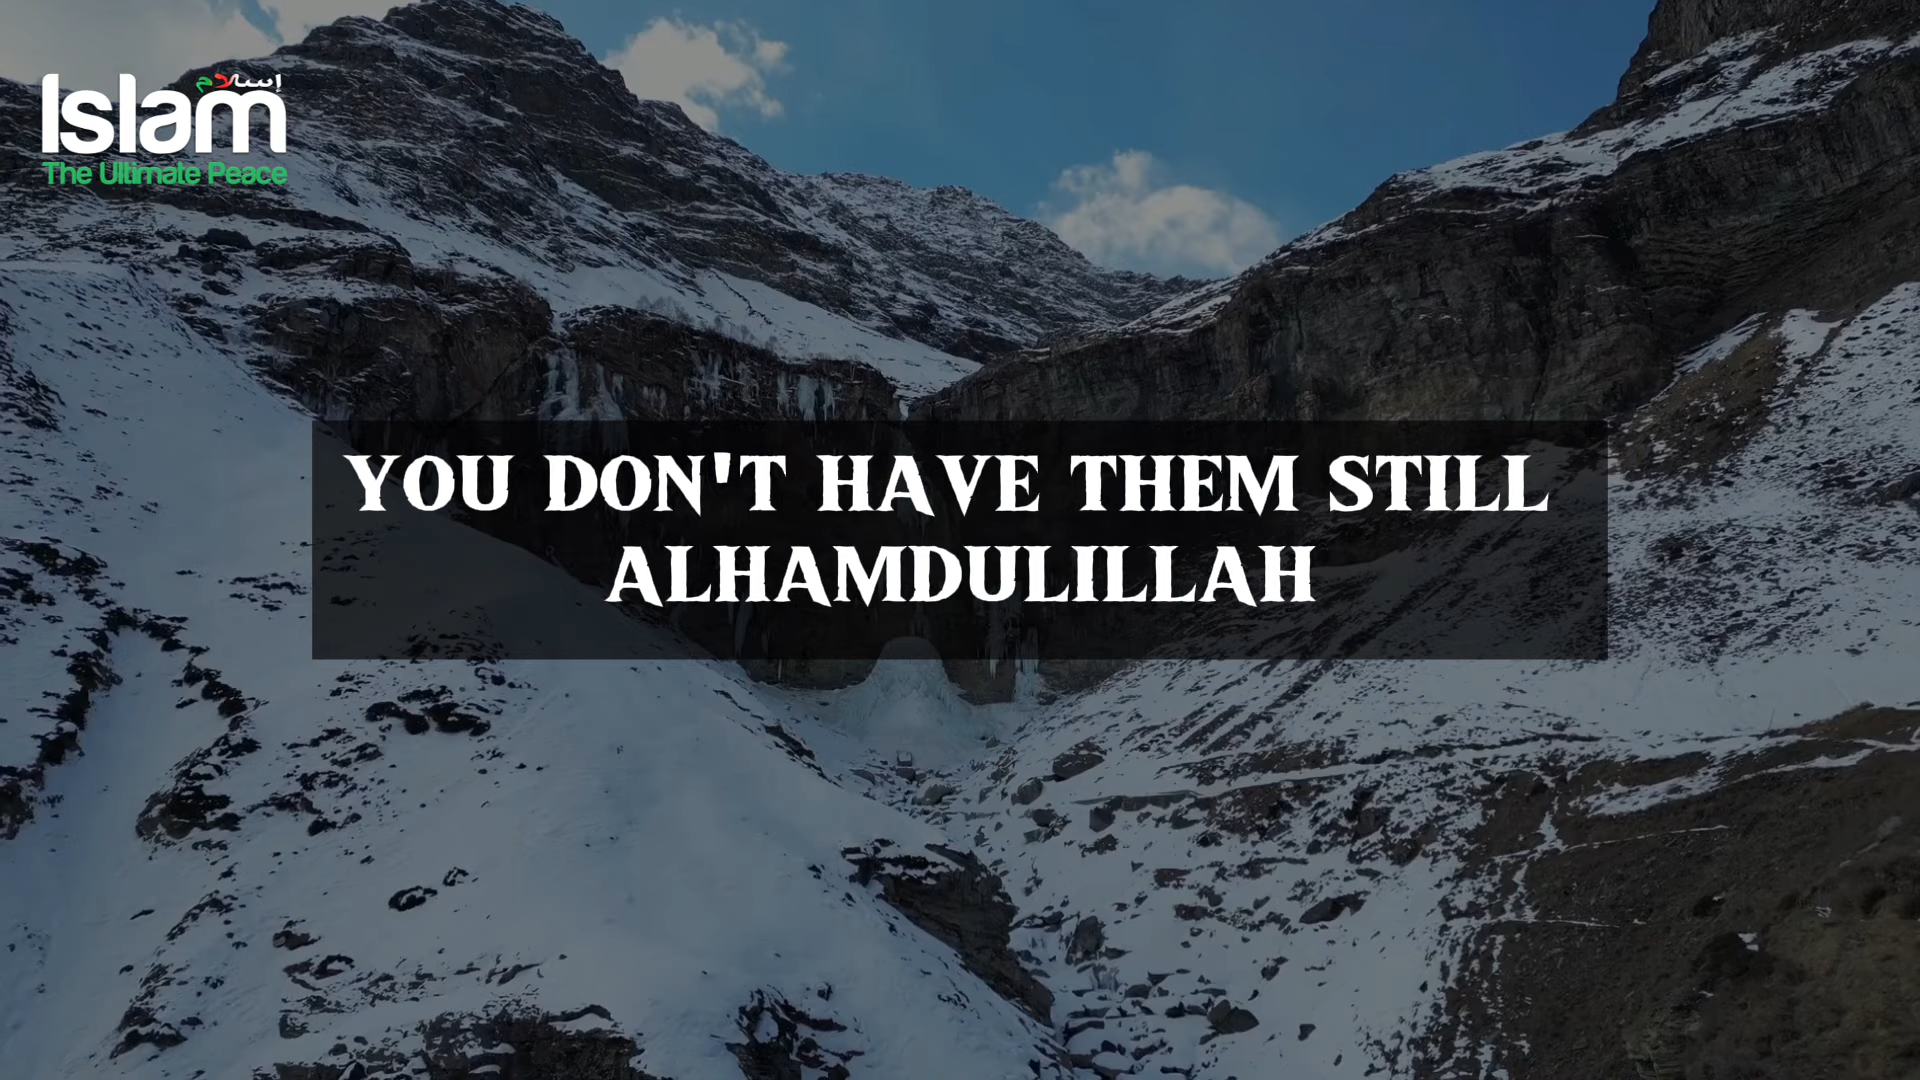 إسلام
Islam
The Ultimate Peace
YOU DON'T HAVE THEM STILL
ALHAMDULILLAH